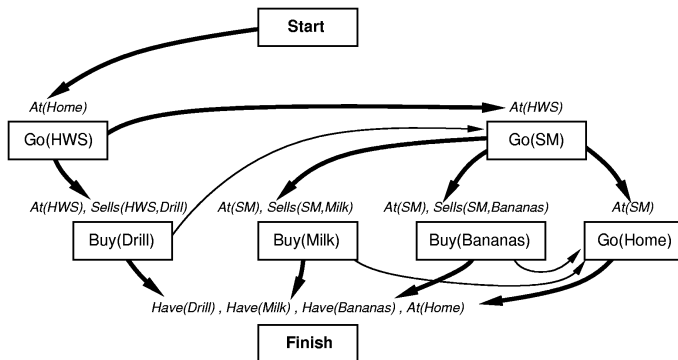 Start
At(Home)
At(HWS)
Go(HWS)
Go(SM)
At(HWS), Sells(HWS,Drill)
At(SM), Sells(SM,Milk)
At(SM), Sells(SM,Bananas)
At(SM)
Buy(Drill)
Buy(Milk)
Buy(Bananas)
Go(Home)
Have(Drill) , Have(Milk) , Have(Bananas) , At(Home)
Finish